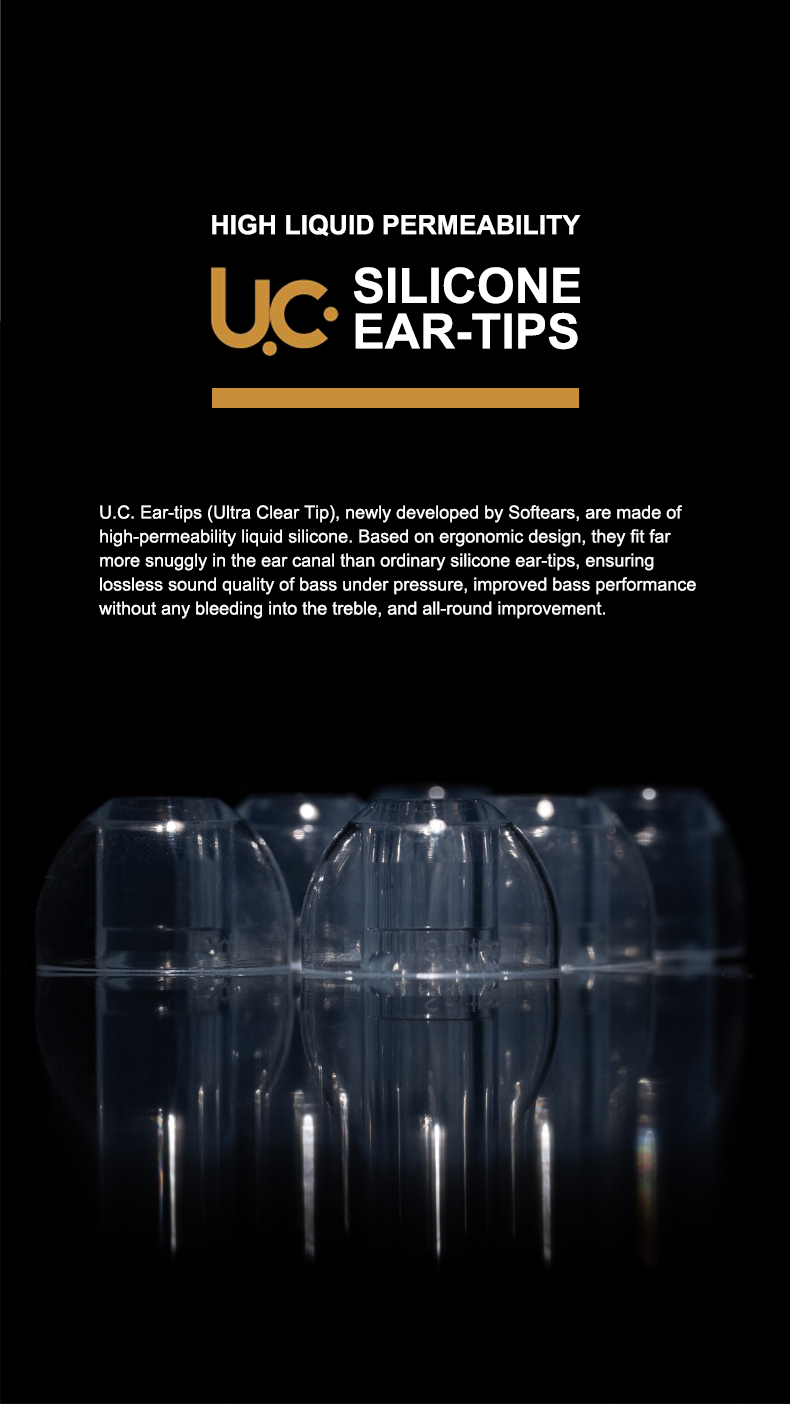 HIGH LIQUID PERMEABILITY
U.C. SILICONE
EAR-TIPS
U.C. Ear-tips (Ultra Clear Tip), newly developed by Softears, are made of
high-permeability liquid silicone. Based on ergonomic design, they fit far
more snuggly in the ear canal than ordinary silicone ear-tips, ensuring
lossless sound quality of bass under pressure, improved bass performance
without any bleeding into the treble, and all-round improvement.